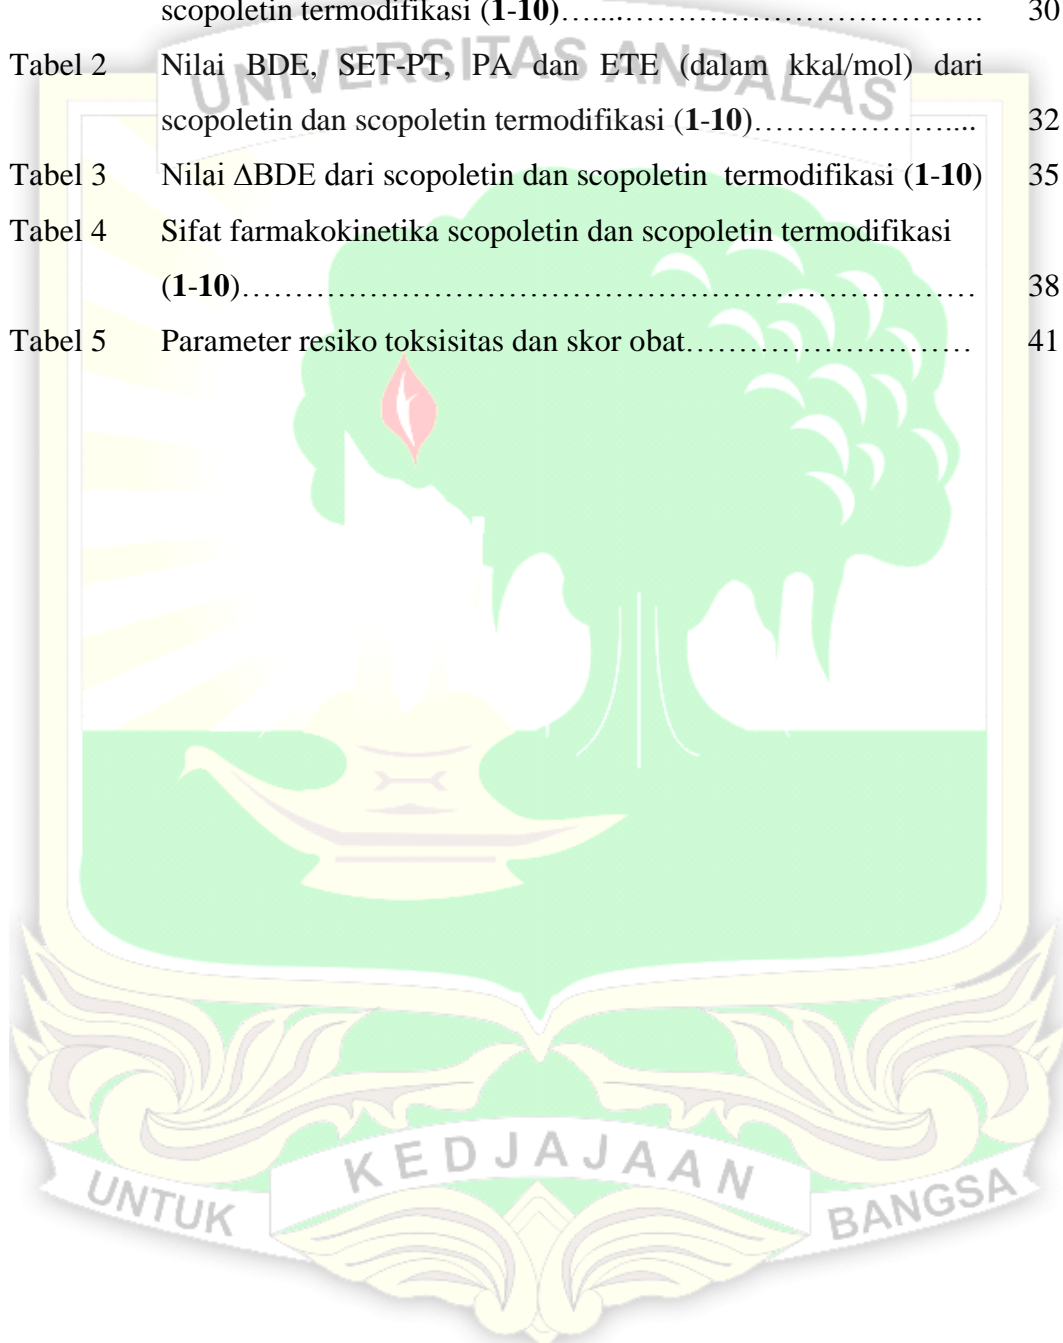 scopoletin termodifikasi (1-10)…....……………………………. 30
UNIVERSITAS ANDALAS
Tabel 2 Nilai BDE, SET-PT, PA dan ETE (dalam kkal/mol) dari
scopoletin dan scopoletin termodifikasi (1-10)……………….... 32
Tabel 3 Nilai ΔBDE dari scopoletin dan scopoletin termodifikasi (1-10) 35
Tabel 4 Sifat farmakokinetika scopoletin dan scopoletin termodifikasi
(1-10)……………………………………………………………… 38
Tabel 5 Parameter resiko toksisitas dan skor obat……………………… 41
UNTUK KEDJAJAAN BANGSA